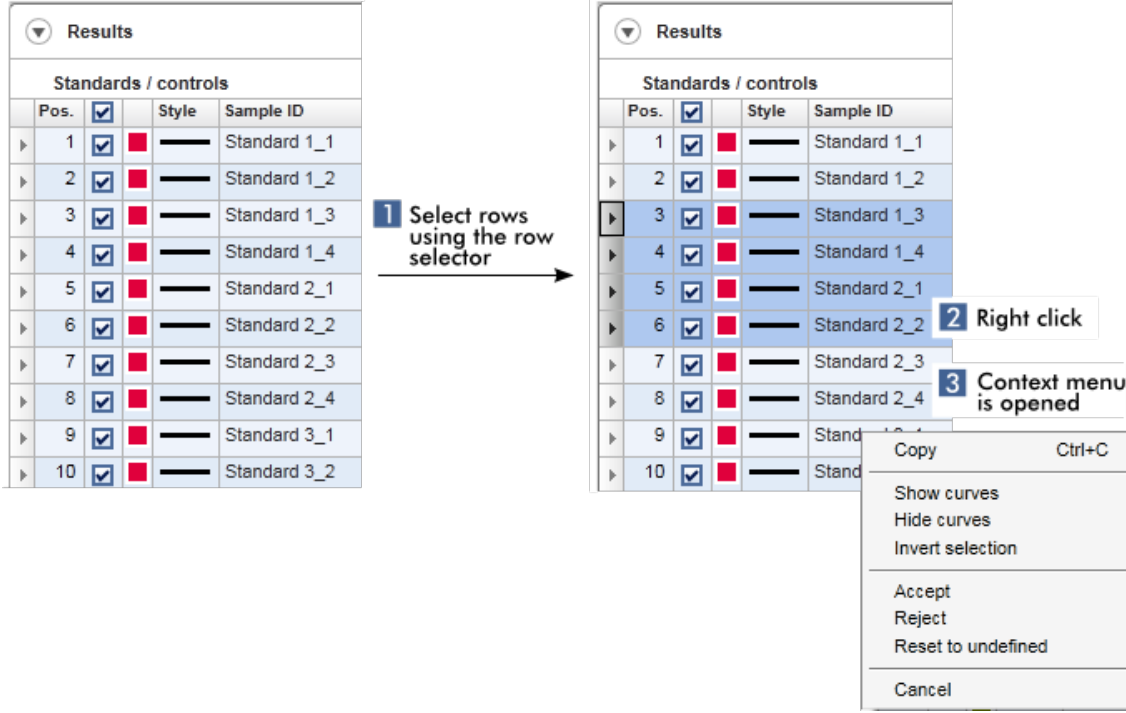 Results
Standards / controls
Pos. Style Sample ID
1 Standard 1_1
2 Standard 1_2
3 Standard 1_3
4 Standard 1_4
5 Standard 2_1
6 Standard 2_2
7 Standard 2_3
8 Standard 2_4
9 Standard 3_1
10 Standard 3_2
1 Select rows
using the row
selector
Results
Standards / controls
Pos. Style Sample ID
1 Standard 1_1
2 Standard 1_2
3 Standard 1_3
4 Standard 1_4
5 Standard 2_1
6 Standard 2_2
7 Standard 2_3
8 Standard 2_4
9
10
2 Right click
3 Context menu
is opened
Copy Ctrl+C
Show curves
Hide curves
Invert selection
Accept
Reject
Reset to undefined
Cancel